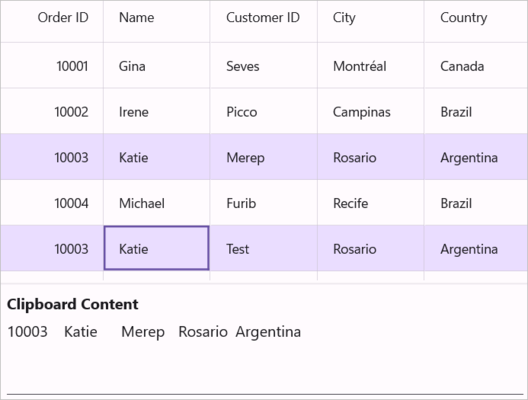 Order ID Name Customer ID City Country
10001 Gina Seves Montréal Canada
10002 Irene Picco Campinas Brazil
10003 Katie Merep Rosario Argentina
10004 Michael Furib Recife Brazil
10003 Katie Test Rosario Argentina
Clipboard Content
10003 Katie Merep Rosario Argentina